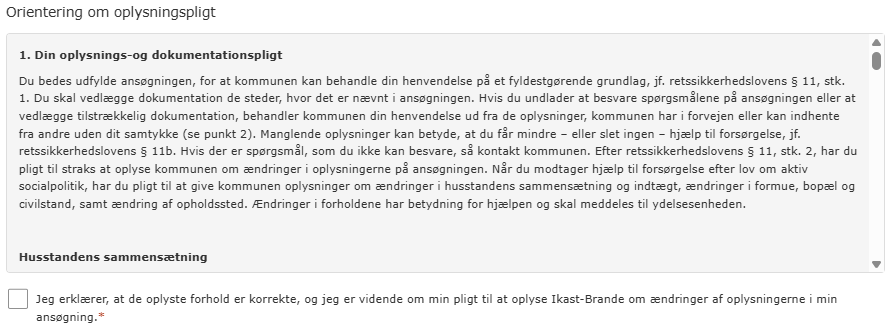 Orientering om oplysningspligt
1. Din oplysnings-og dokumentationspligt
Du bedes udfylde ansøgningen, for at kommunen kan behandle din henvendelse på et fyldestgørende grundlag, jf. retssikkerhedslovens § 11, stk.
1. Du skal vedlægge dokumentation de steder, hvor det er nævnt i ansøgningen. Hvis du undlader at besvare spørgsmålene på ansøgningen eller at
vedlægge tilstrækkelig dokumentation, behandler kommunen din henvendelse ud fra de oplysninger, kommunen har i forvejen eller kan indhente
fra andre uden dit samtykke (se punkt 2). Manglende oplysninger kan betyde, at du får mindre – eller slet ingen – hjælp til forsørgelse, jf.
retssikkerhedslovens § 11b. Hvis der er spørgsmål, som du ikke kan besvare, så kontakt kommunen. Efter retssikkerhedslovens § 11, stk. 2, har du
pligt til straks at oplyse kommunen om ændringer i oplysningerne på ansøgningen. Når du modtager hjælp til forsørgelse efter lov om aktiv
socialpolitik, har du pligt til at give kommunen oplysninger om ændringer i husstandens sammensætning og indtægt, ændringer i formue, bopæl og
civilstand, samt ændring af opholdssted. Ændringer i forholdene har betydning for hjælpen og skal meddeles til ydelsesenheden.
Husstandens sammensætning
Jeg erklærer, at de oplyste forhold er korrekte, og jeg er vidende om min pligt til at oplyse Ikast-Brande om ændringer af oplysningerne i min
ansøgning.*